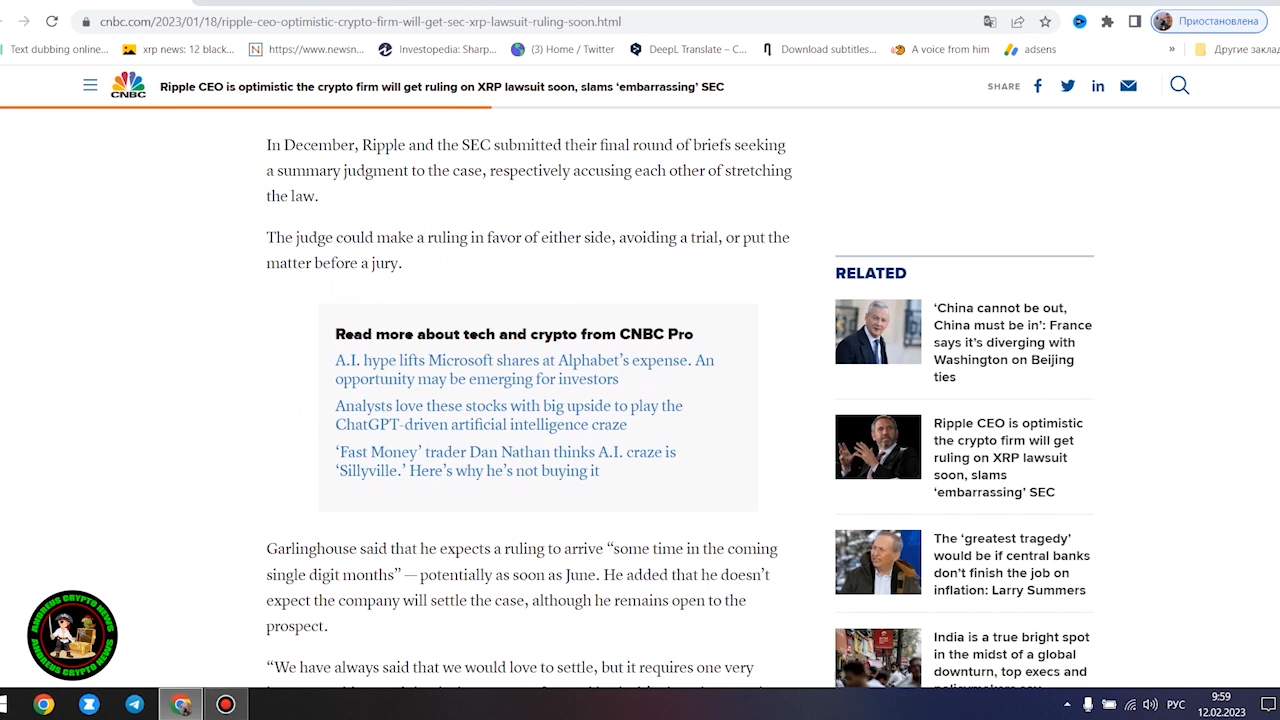 cnbc.com/2023/01/18/ripple-ceo-optimistic-crypto-firm-will-get-sec-xrp-lawsuit-ruling-soon.html
Приостановлена
Text dubbing online...
xrp news: 12 black...
https://www.newsn...
Investopedia: Sharp...
(3) Home / Twitter
DeepL Translate – C...
Download subtitles...
A voice from him
adsens
»
Другие закла
CNBC
Ripple CEO is optimistic the crypto firm will get ruling on XRP lawsuit soon, slams ‘embarrassing’ SEC
SHARE
In December, Ripple and the SEC submitted their final round of briefs seeking
a summary judgment to the case, respectively accusing each other of stretching
the law.
The judge could make a ruling in favor of either side, avoiding a trial, or put the
matter before a jury.
Read more about tech and crypto from CNBC Pro
A.I. hype lifts Microsoft shares at Alphabet’s expense. An
opportunity may be emerging for investors
Analysts love these stocks with big upside to play the
ChatGPT-driven artificial intelligence craze
‘Fast Money’ trader Dan Nathan thinks A.I. craze is
‘Sillyville.’ Here’s why he’s not buying it
Garlinghouse said that he expects a ruling to arrive “some time in the coming
single digit months” — potentially as soon as June. He added that he doesn’t
expect the company will settle the case, although he remains open to the
prospect.
“We have always said that we would love to settle, but it requires one very
RELATED
‘China cannot be out,
China must be in’: France
says it’s diverging with
Washington on Beijing
ties
Ripple CEO is optimistic
the crypto firm will get
ruling on XRP lawsuit
soon, slams
‘embarrassing’ SEC
The ‘greatest tragedy’
would be if central banks
don’t finish the job on
inflation: Larry Summers
India is a true bright spot
in the midst of a global
downturn, top execs and
ANDREUS CRYPTO NEWS
ANDREUS CRYPTO NEWS
РУС
9:59
12.02.2023